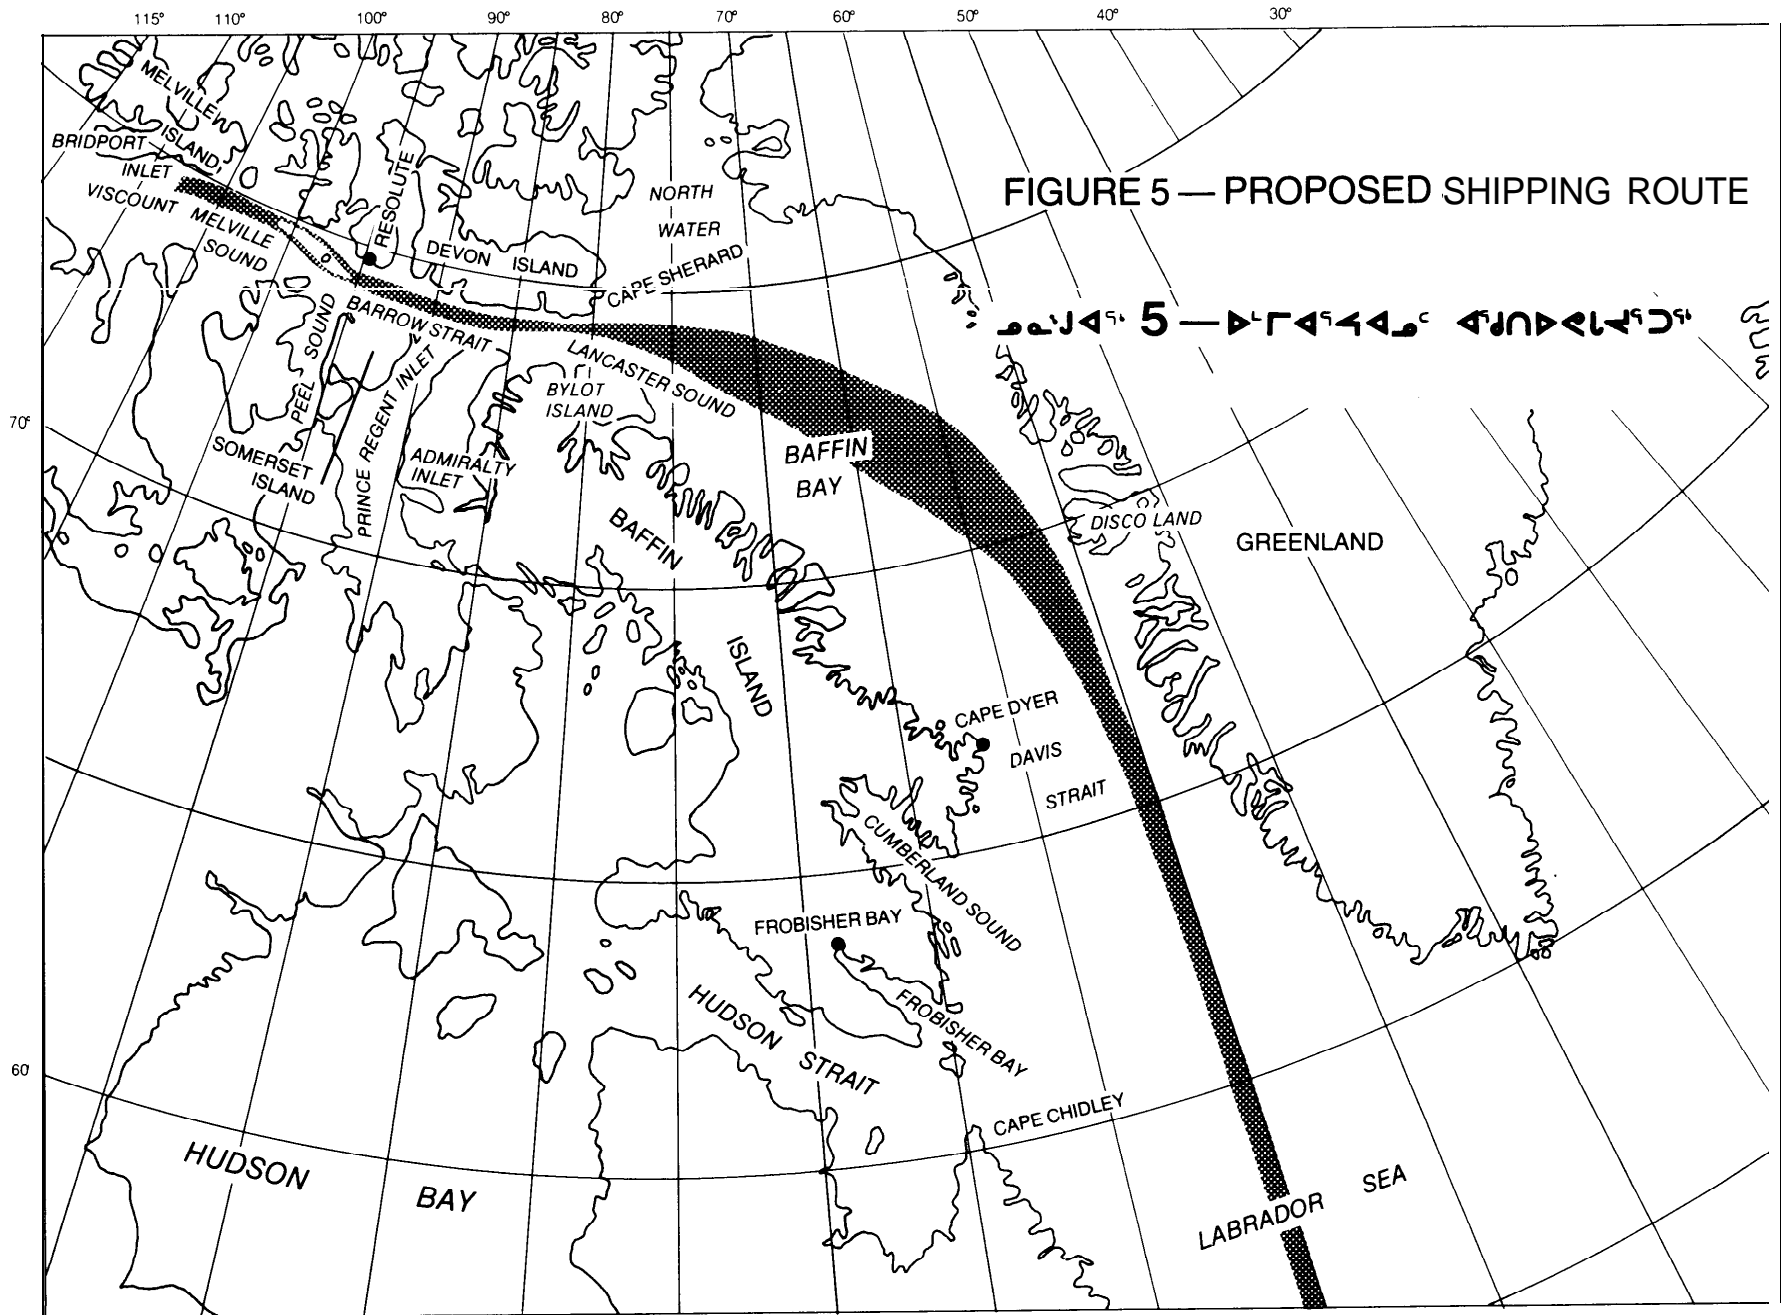 115° 110° 100° 90° 80° 70° 60° 50° 40° 30°
MELVILLE
ISLAND
BRIDPORT
INLET
VISCOUNT MELVILLE
SOUND
RESOLUTE
DEVON ISLAND
NORTH
WATER
CAPE SHERARD
FIGURE 5 — PROPOSED SHIPPING ROUTE
5 —
BARROW STRAIT
PEEL SOUND
LANCASTER SOUND
BYLOT
ISLAND
PRINCE REGENT INLET
ADMIRALTY
INLET
SOMERSET
ISLAND
70°
BAFFIN
BAY
BAFFIN
ISLAND
DISCO LAND
GREENLAND
CAPE DYER
DAVIS
STRAIT
CUMBERLAND SOUND
FROBISHER BAY
FROBISHER BAY
HUDSON STRAIT
60°
CAPE CHIDLEY
HUDSON BAY
LABRADOR SEA